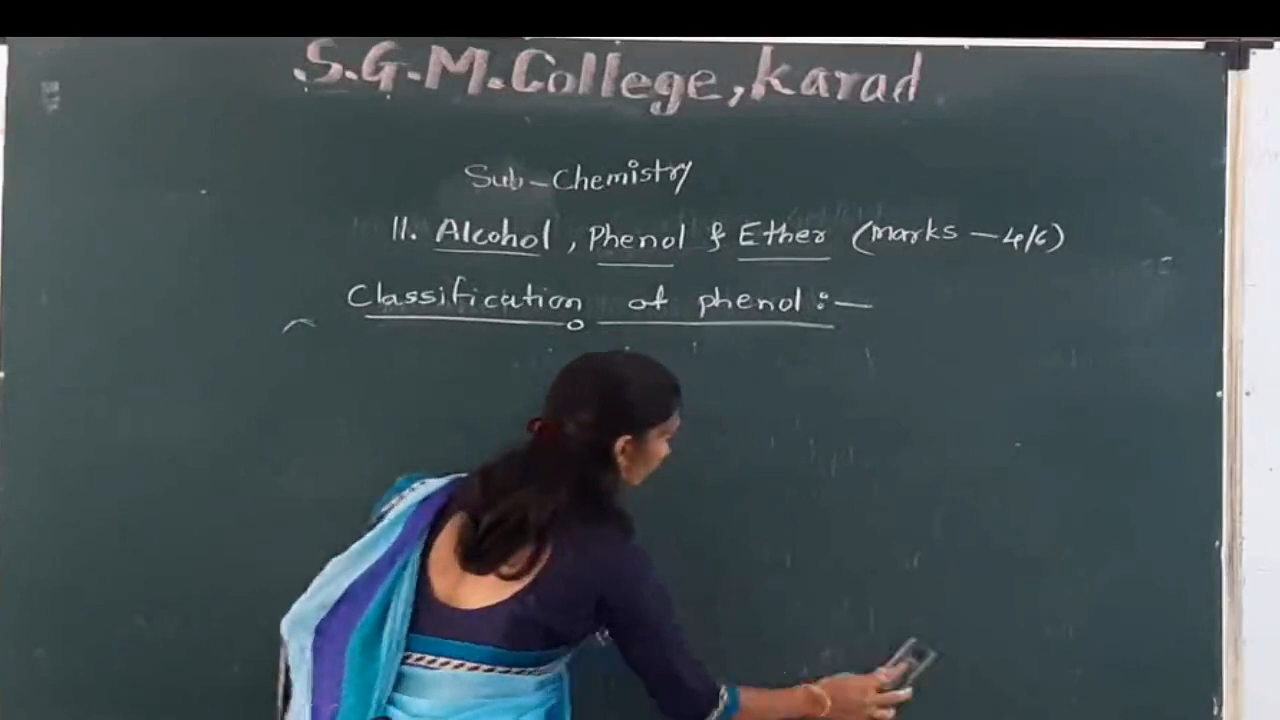 S.G.M. College, Karad
Sub - Chemistry
11. Alcohol, Phenol & Ether (marks - 4/6)
Classification of phenol :-